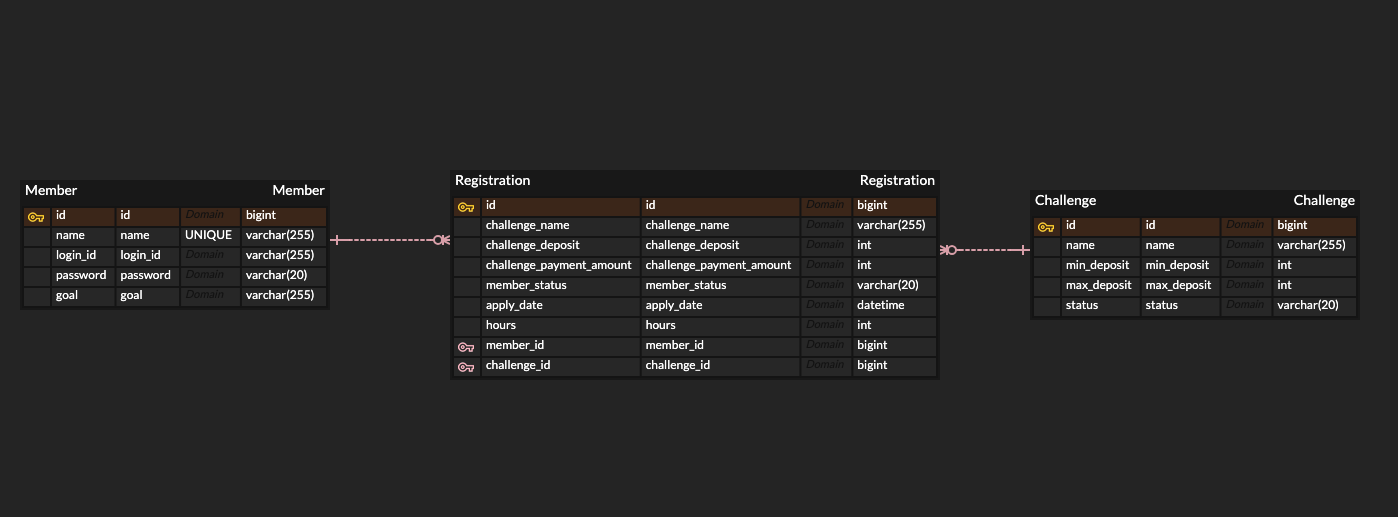 Member Member
id id Domain bigint
name name UNIQUE varchar(255)
login_id login_id Domain varchar(255)
password password Domain varchar(20)
goal goal Domain varchar(255)
Registration Registration
id id Domain bigint
challenge_name challenge_name Domain varchar(255)
challenge_deposit challenge_deposit Domain int
challenge_payment_amount challenge_payment_amount Domain int
member_status member_status Domain varchar(20)
apply_date apply_date Domain datetime
hours hours Domain int
member_id member_id Domain bigint
challenge_id challenge_id Domain bigint
Challenge Challenge
id id Domain bigint
name name Domain varchar(255)
min_deposit min_deposit Domain int
max_deposit max_deposit Domain int
status status Domain varchar(20)